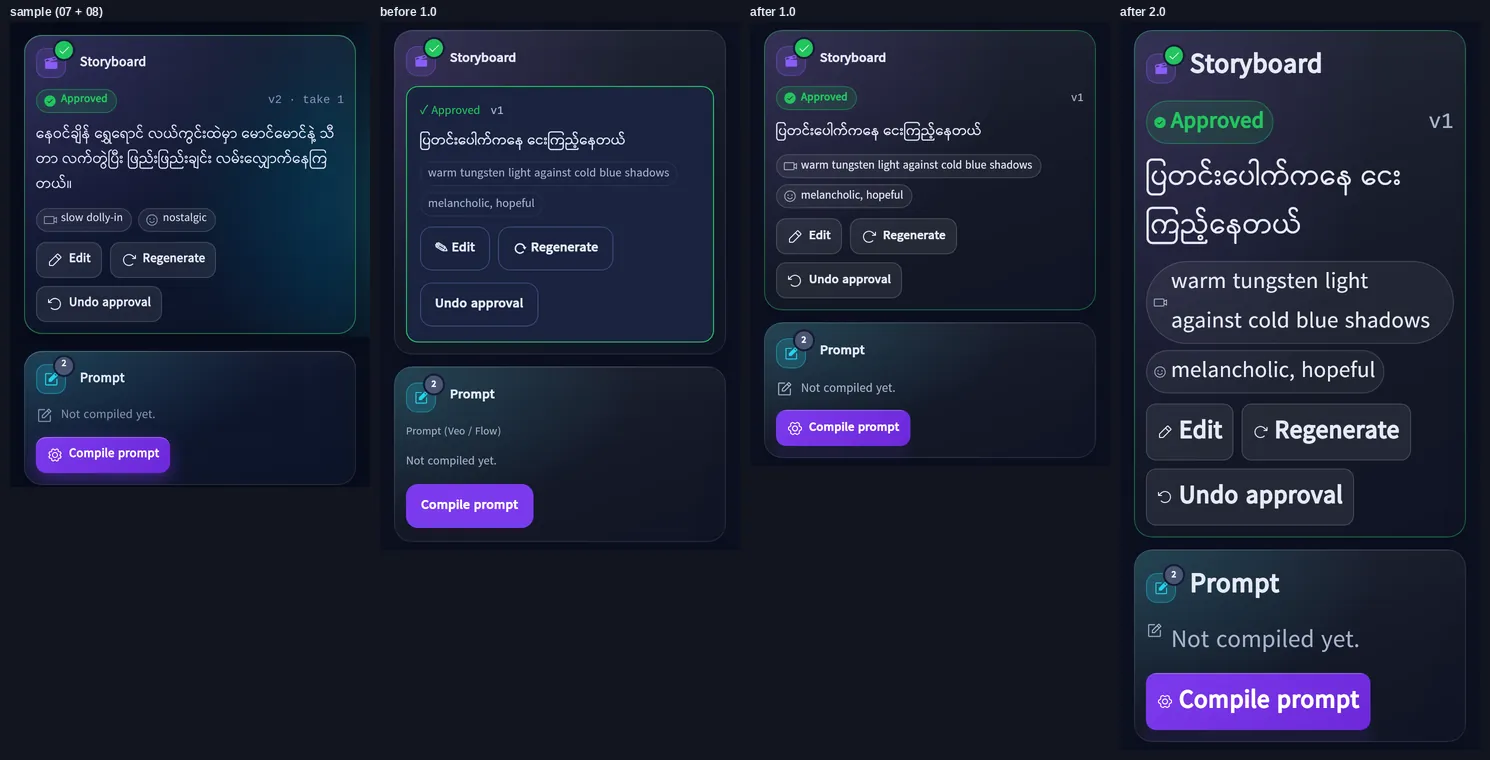 sample (07 + 08)
Storyboard
Approved
v2 · take 1
နေဝင်ချိန် ရွှေရောင် လယ်ကွင်းထဲမှာ မောင်မောင်နဲ့ သီ
တာ လက်တွဲပြီး ဖြည်းဖြည်းချင်း လမ်းလျှောက်နေကြ
တယ်။
slow dolly-in
nostalgic
Edit
Regenerate
Undo approval
2
Prompt
Not compiled yet.
Compile prompt
before 1.0
Storyboard
✓ Approved
v1
ပြတင်းပေါက်ကနေ ငေးကြည့်နေတယ်
warm tungsten light against cold blue shadows
melancholic, hopeful
✎ Edit
Regenerate
Undo approval
2
Prompt
Prompt (Veo / Flow)
Not compiled yet.
Compile prompt
after 1.0
Storyboard
Approved
v1
ပြတင်းပေါက်ကနေ ငေးကြည့်နေတယ်
warm tungsten light against cold blue shadows
melancholic, hopeful
Edit
Regenerate
Undo approval
2
Prompt
Not compiled yet.
Compile prompt
after 2.0
Storyboard
Approved
v1
ပြတင်းပေါက်ကနေ ငေး
ကြည့်နေတယ်
warm tungsten light
against cold blue shadows
melancholic, hopeful
Edit
Regenerate
Undo approval
2
Prompt
Not compiled yet.
Compile prompt